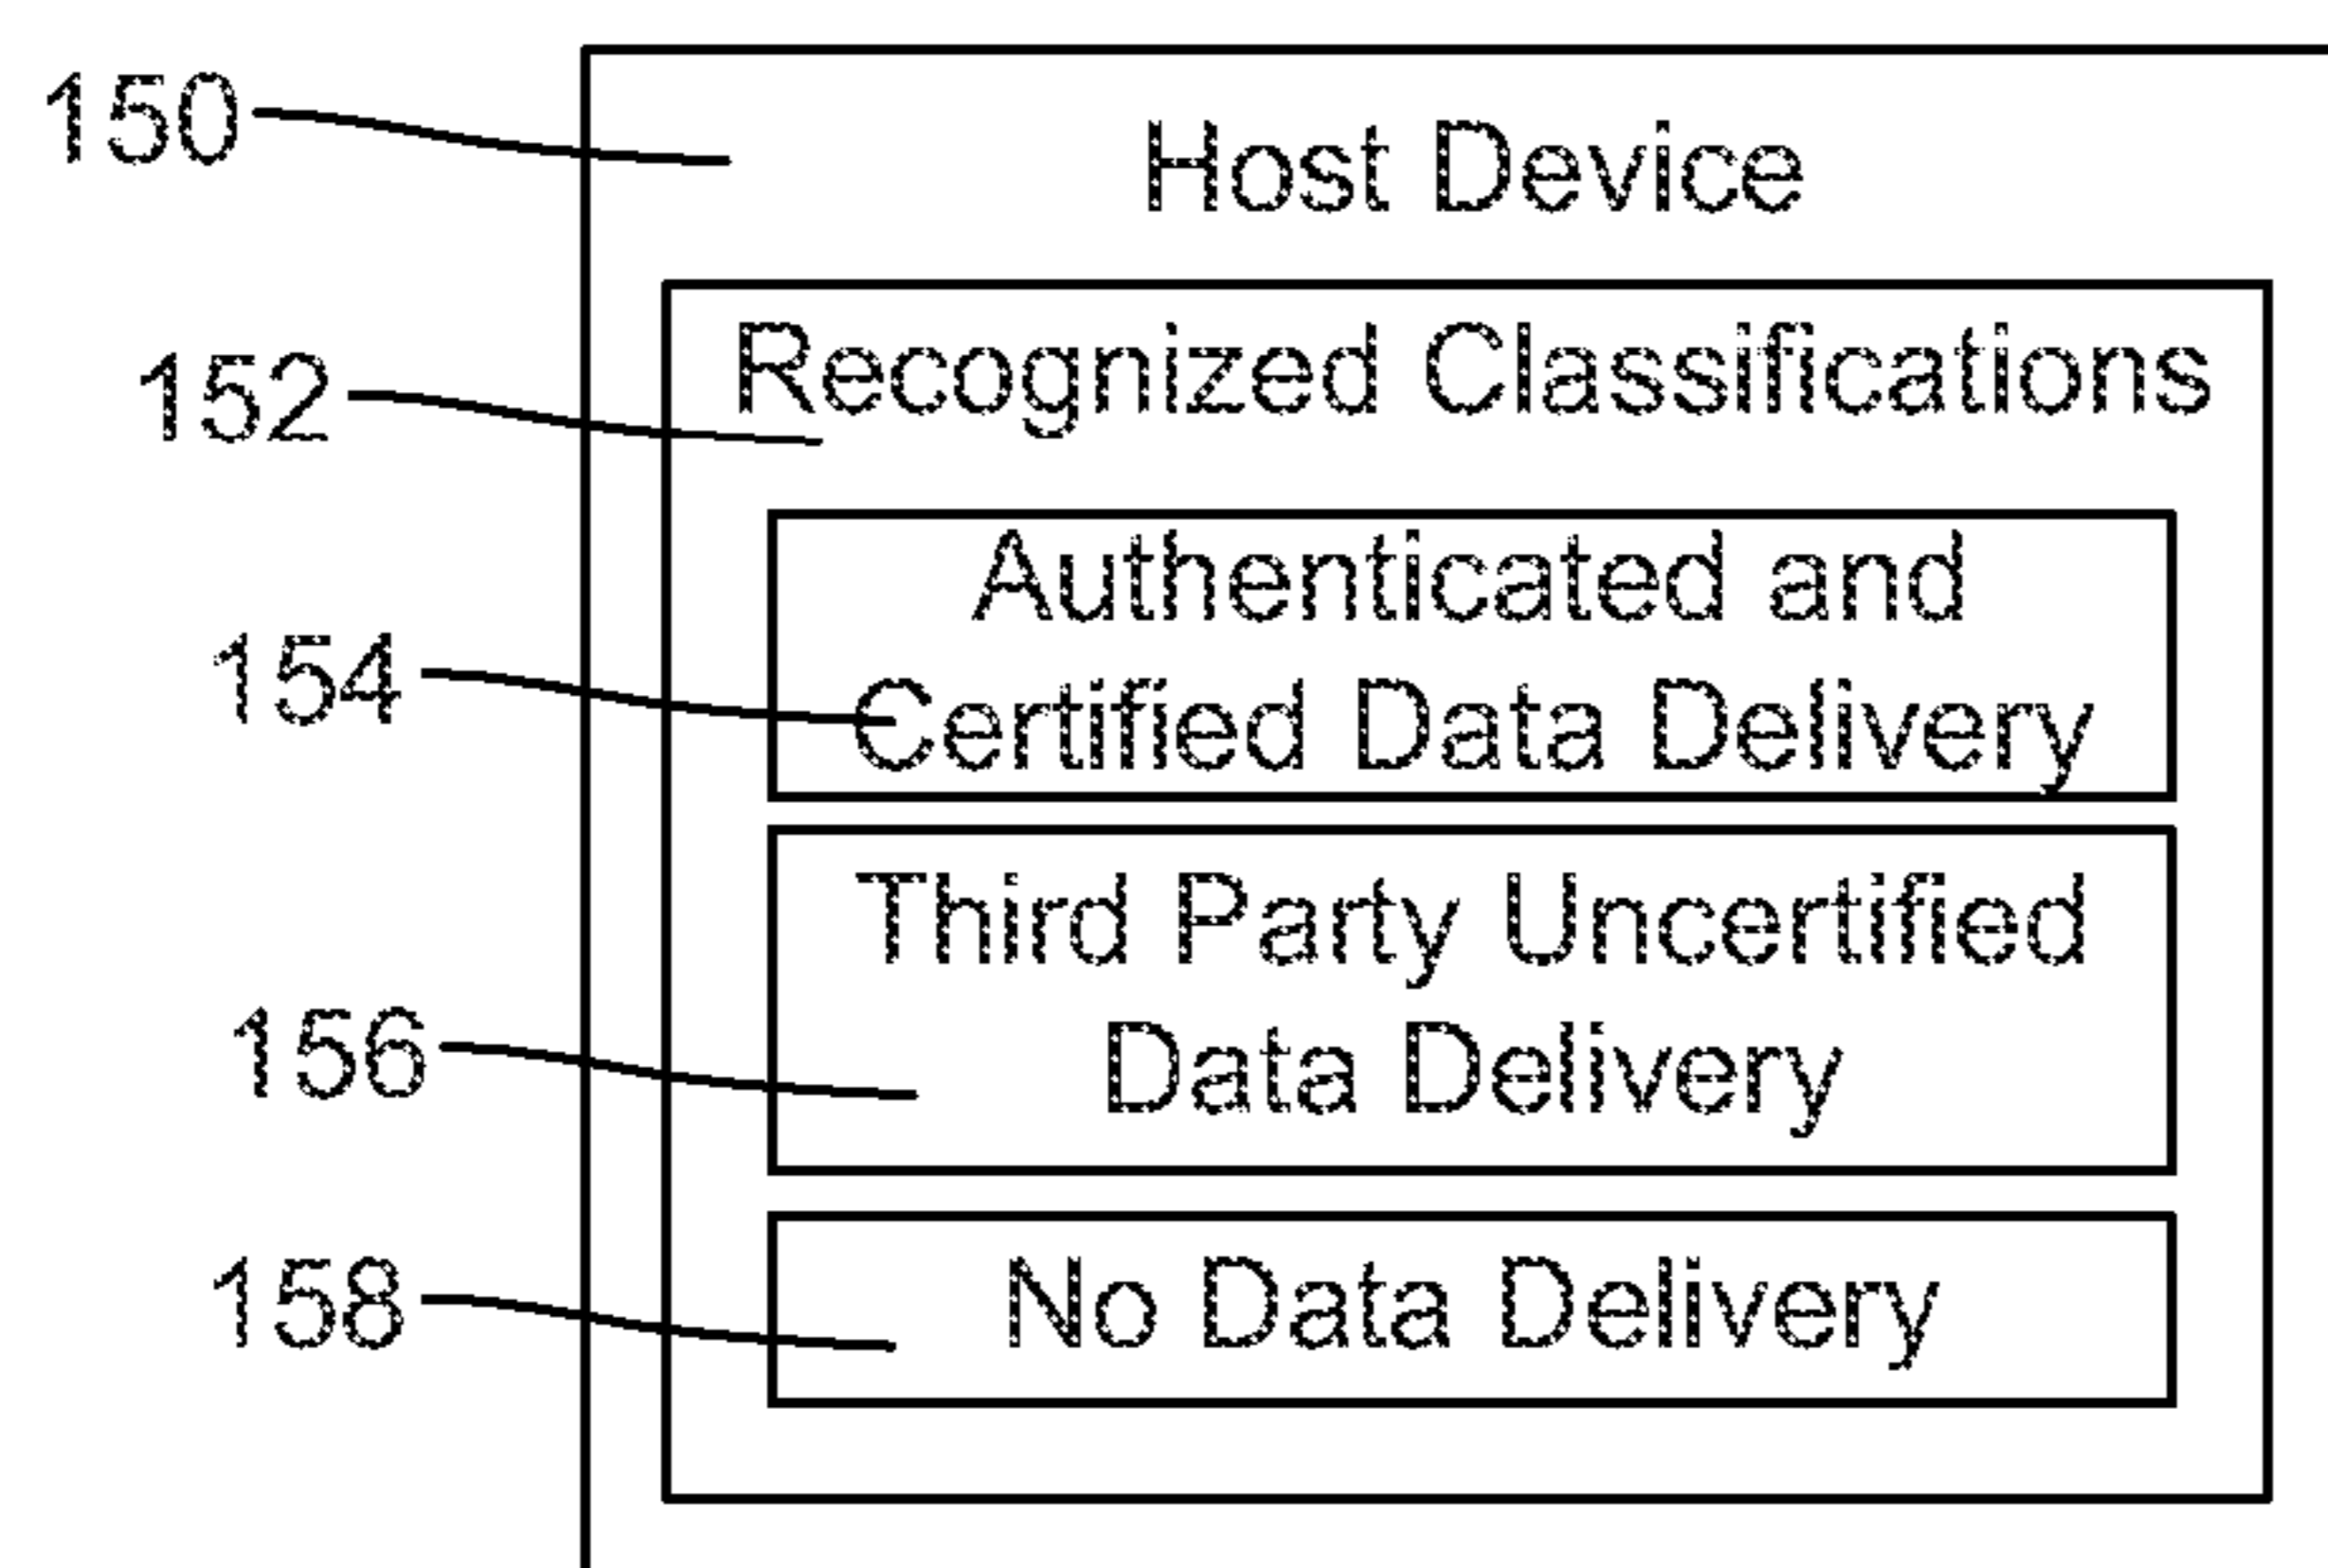 150
Host Device
152
Recognized Classifications
154
Authenticated and
Certified Data Delivery
156
Third Party Uncertified
Data Delivery
158
No Data Delivery